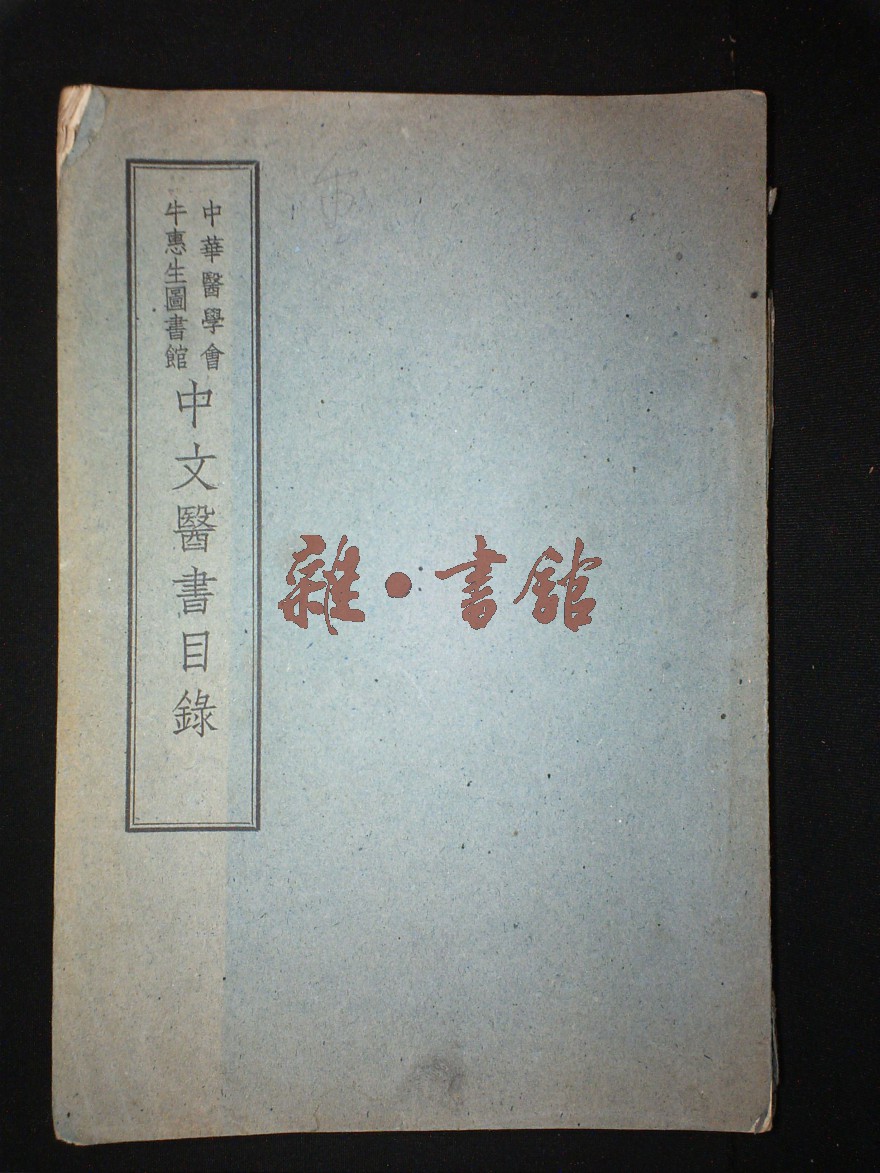 中華醫學會
牛惠生圖書館
中文醫書目錄
雜·書館